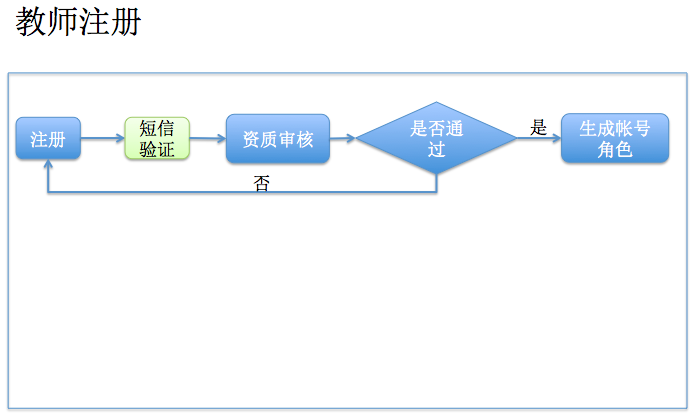 教师注册
注册
短信
验证
资质审核
是否通
过
是
生成帐号
角色
否